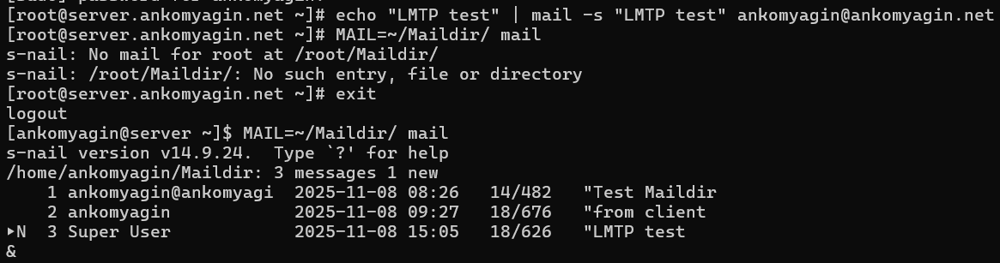 [root@server.ankomyagin.net ~]# echo "LMTP test" | mail -s "LMTP test" ankomyagin@ankomyagin.net
[root@server.ankomyagin.net ~]# MAIL=~/Maildir/ mail
s-nail: No mail for root at /root/Maildir/
s-nail: /root/Maildir/: No such entry, file or directory
[root@server.ankomyagin.net ~]# exit
logout
[ankomyagin@server ~]$ MAIL=~/Maildir/ mail
s-nail version v14.9.24.  Type `?' for help
/home/ankomyagin/Maildir: 3 messages 1 new
    1 ankomyagin@ankomyagi  2025-11-08 08:26   14/482   "Test Maildir
    2 ankomyagin            2025-11-08 09:27   18/676   "from client
▸N  3 Super User            2025-11-08 15:05   18/626   "LMTP test
&